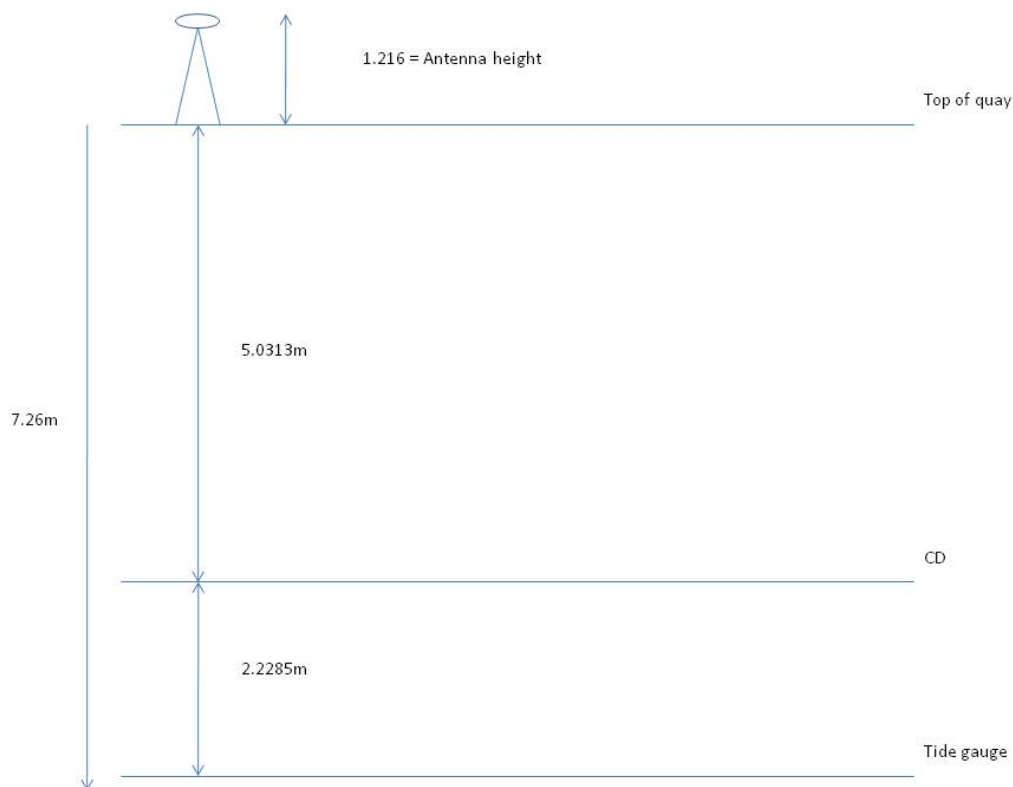 1.216 = Antenna height
Top of quay
5.0313m
7.26m
CD
2.2285m
Tide gauge